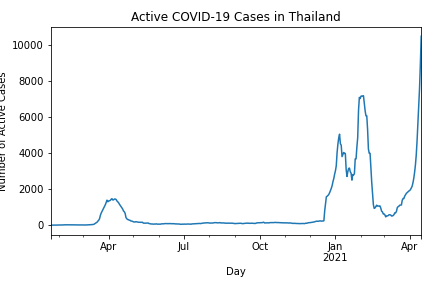 Active COVID-19 Cases in Thailand
Number of Active Cases
10000
8000
6000
4000
2000
0
Apr
Jul
Oct
Jan
2021
Apr
Day